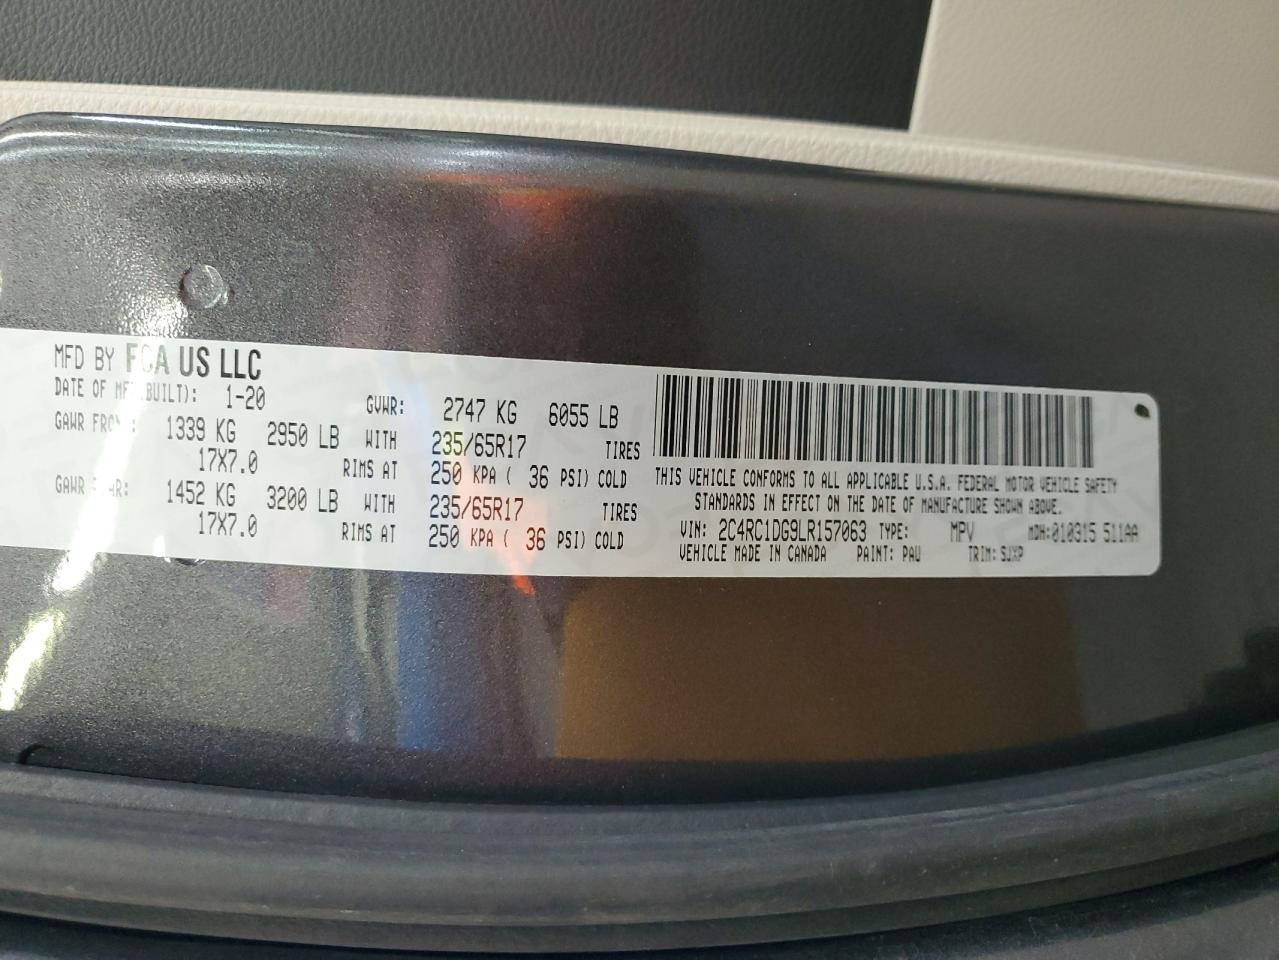 MFD BY FCA US LLC
DATE OF MFR(BUILT): 1-20 GVWR: 2747 KG 6055 LB
GAWR FRONT: 1339 KG 2950 LB WITH 235/65R17 TIRES
17X7.0 RIMS AT 250 KPA ( 36 PSI) COLD
GAWR REAR: 1452 KG 3200 LB WITH 235/65R17 TIRES
17X7.0 RIMS AT 250 KPA ( 36 PSI) COLD
THIS VEHICLE CONFORMS TO ALL APPLICABLE U.S.A. FEDERAL MOTOR VEHICLE SAFETY
STANDARDS IN EFFECT ON THE DATE OF MANUFACTURE SHOWN ABOVE.
VIN: 2C4RC1DG9LR157063 TYPE: MPV MDH:010315 511AA
VEHICLE MADE IN CANADA PAINT: PAU TRIM: SJXP